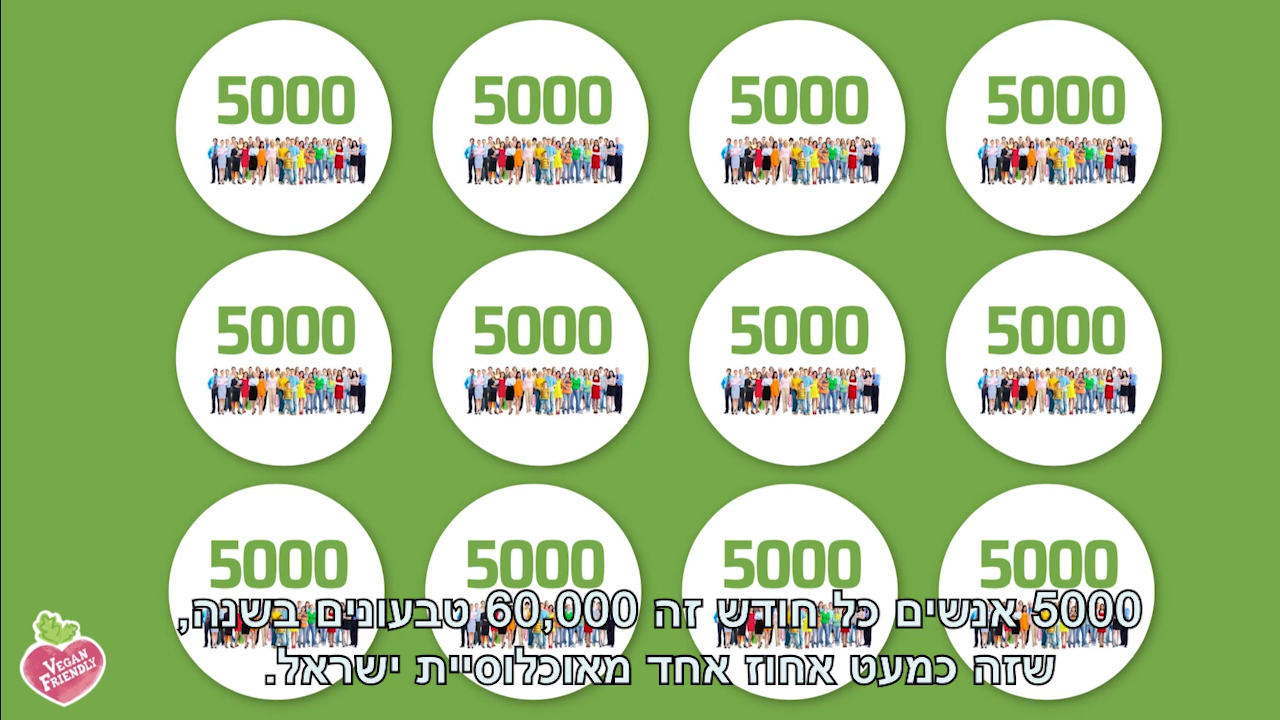 5000 5000 5000 5000
5000 5000 5000 5000
5000 5000 5000 5000
5000 אנשים כל חודש זה 60,000 טבעונים בשנה,
שזה כמעט אחוז אחד מאוכלוסיית ישראל.
VEGAN
FRIENDLY